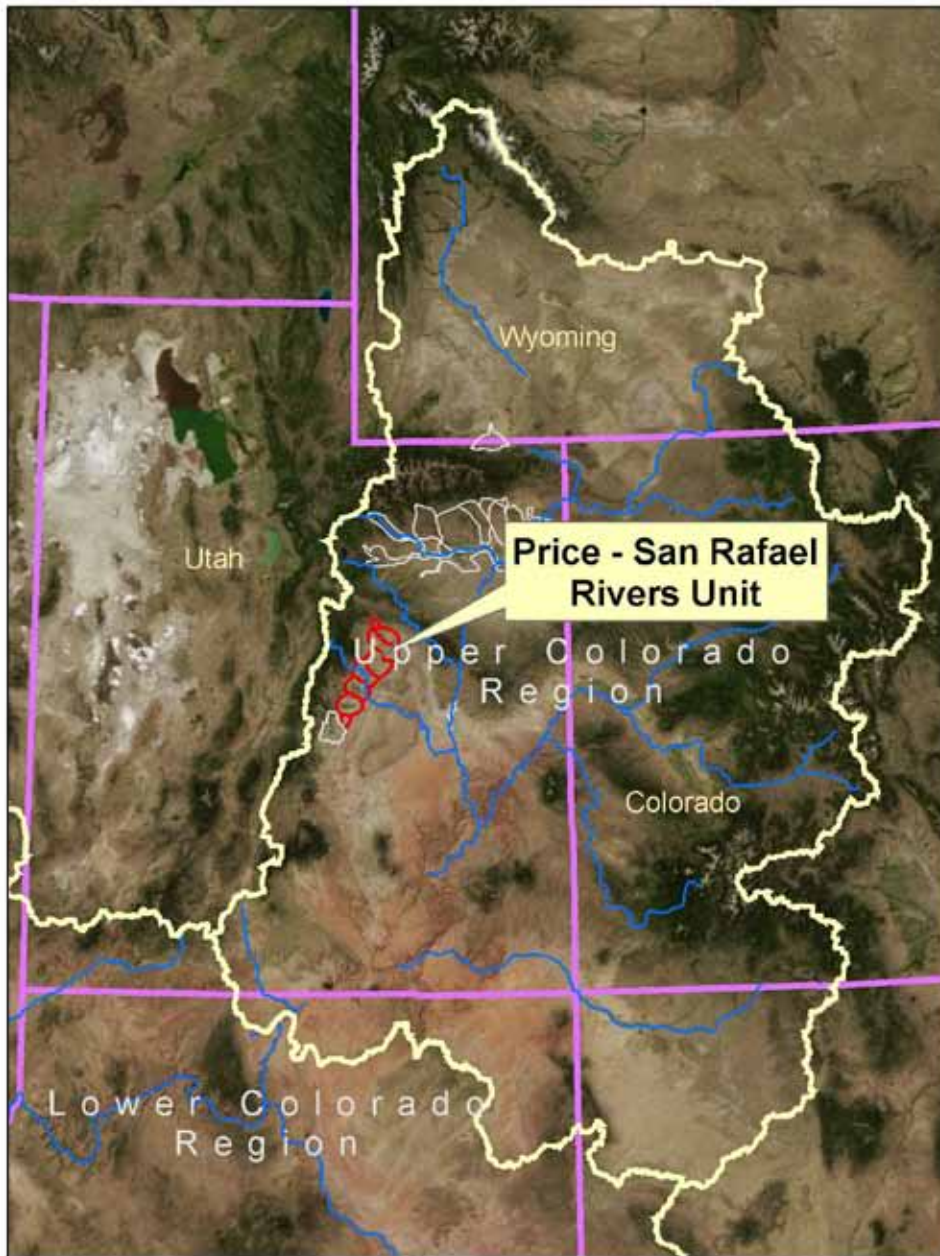 Wyoming
Utah
Price - San Rafael
Rivers Unit
Upper Colorado
Region
Colorado
Lower Colorado
Region